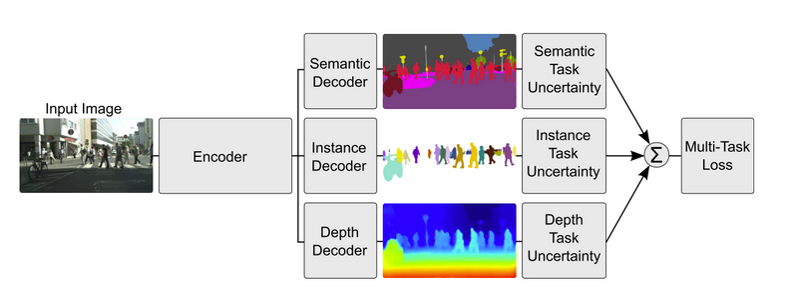 Input Image
Encoder
Semantic
Decoder
Instance
Decoder
Depth
Decoder
Semantic
Task
Uncertainty
Instance
Task
Uncertainty
Depth
Task
Uncertainty
Σ
Multi-Task
Loss